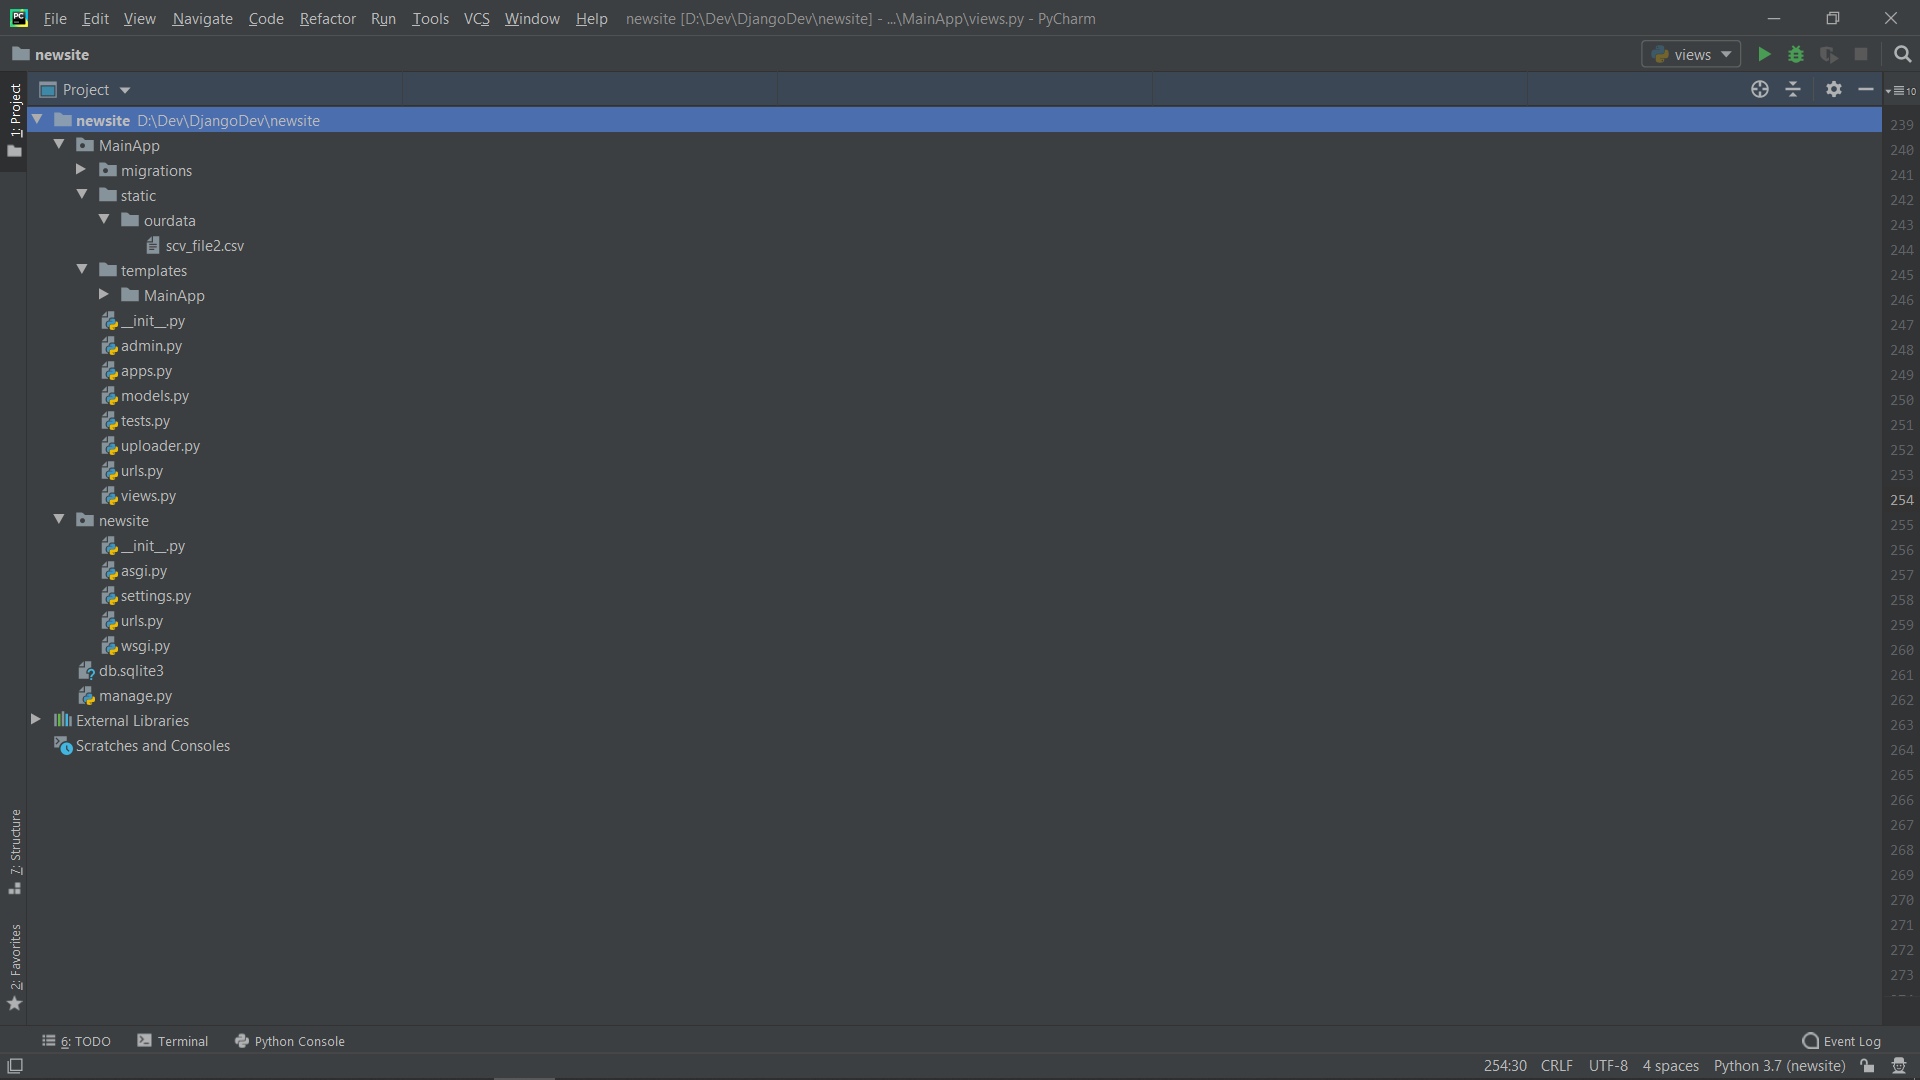 File Edit View Navigate Code Refactor Run Tools VCS Window Help newsite [D:\Dev\DjangoDev\newsite] - ...\MainApp\views.py - PyCharm
newsite
views
1: Project
Project
10
newsite D:\Dev\DjangoDev\newsite
MainApp
migrations
static
ourdata
scv_file2.csv
templates
MainApp
__init__.py
admin.py
apps.py
models.py
tests.py
uploader.py
urls.py
views.py
newsite
__init__.py
asgi.py
settings.py
urls.py
wsgi.py
db.sqlite3
manage.py
External Libraries
Scratches and Consoles
239
240
241
242
243
244
245
246
247
248
249
250
251
252
253
254
255
256
257
258
259
260
261
262
263
264
265
266
267
268
269
270
271
272
273
7: Structure
2: Favorites
6: TODO Terminal Python Console Event Log
254:30 CRLF UTF-8 4 spaces Python 3.7 (newsite)